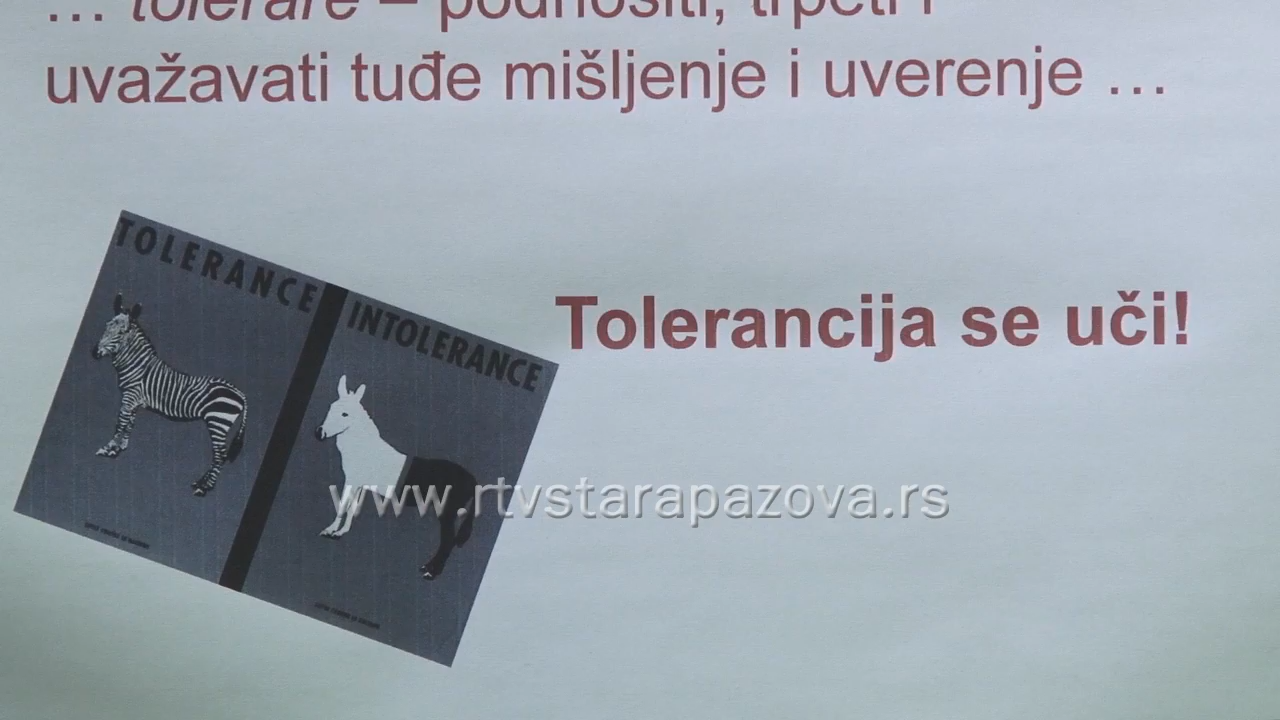 … tolerare – podnositi, trpeti i
uvažavati tuđe mišljenje i uverenje …
TOLERANCE
INTOLERANCE
Tolerancija se uči!
www.rtvstarapazova.rs